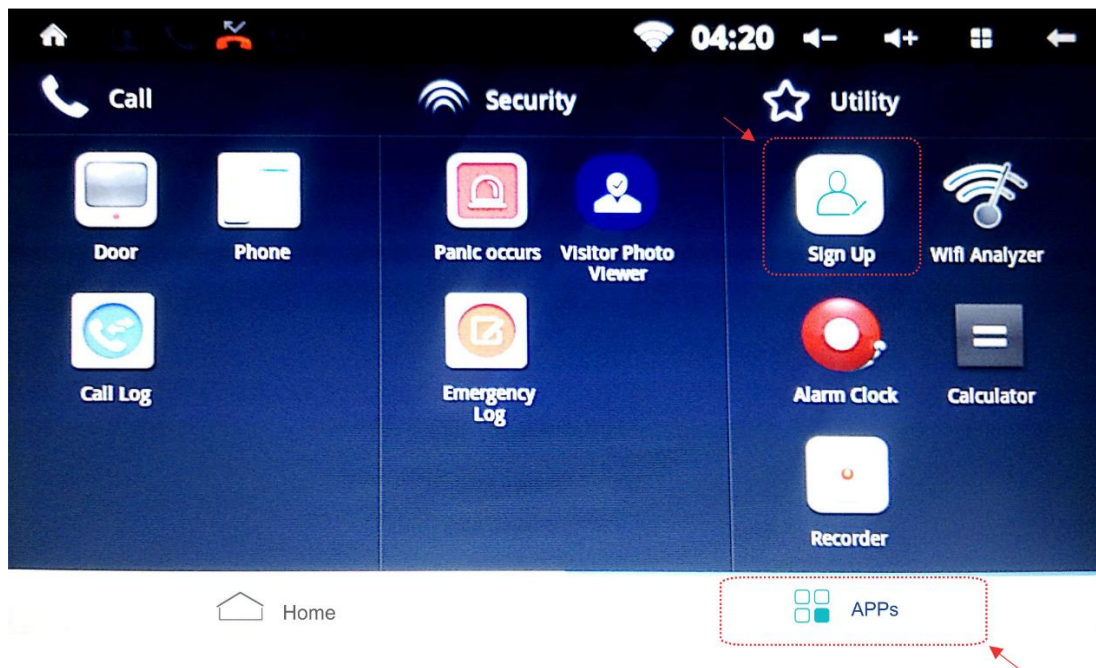 04:20
Call
Security
Utility
Door
Phone
Panic occurs
Visitor Photo
Viewer
Sign Up
Wifi Analyzer
Call Log
Emergency
Log
Alarm Clock
Calculator
Recorder
Home
APPs